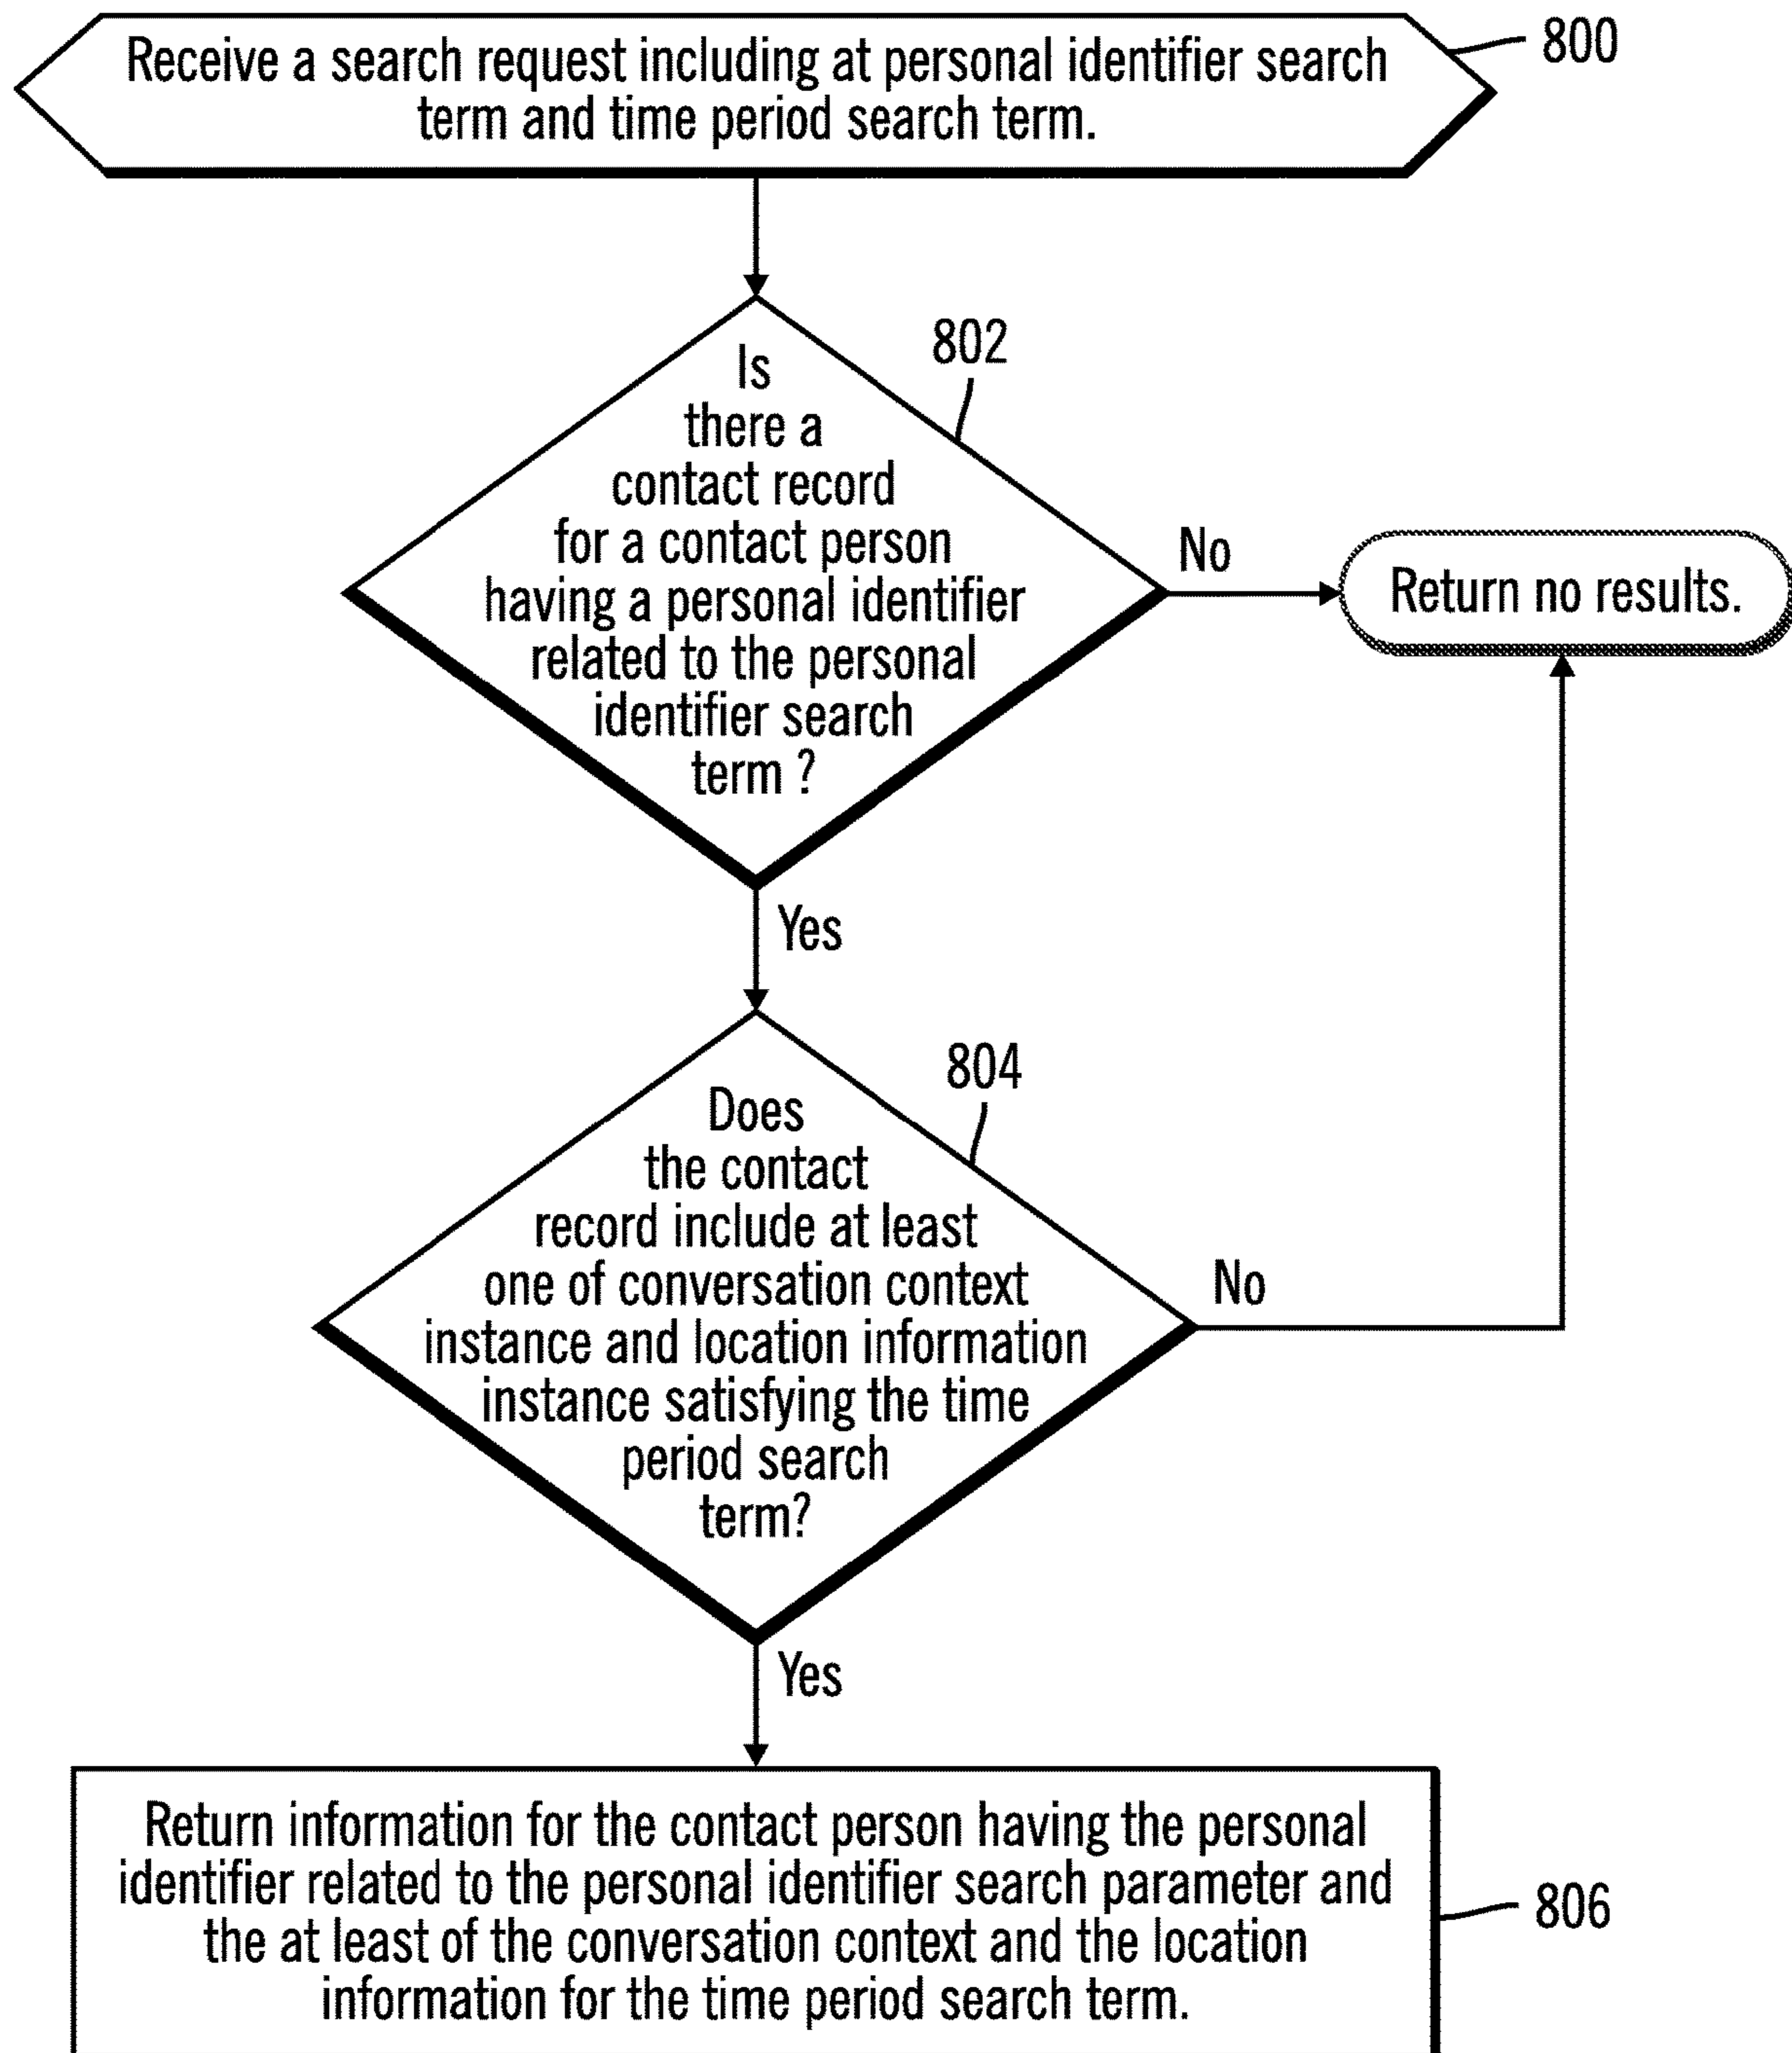 Receive a search request including at personal identifier search
term and time period search term.
800
802
Is
there a
contact record
for a contact person
having a personal identifier
related to the personal
identifier search
term ?
No
Return no results.
Yes
804
Does
the contact
record include at least
one of conversation context
instance and location information
instance satisfying the time
period search
term?
No
Yes
Return information for the contact person having the personal
identifier related to the personal identifier search parameter and
the at least of the conversation context and the location
information for the time period search term.
806